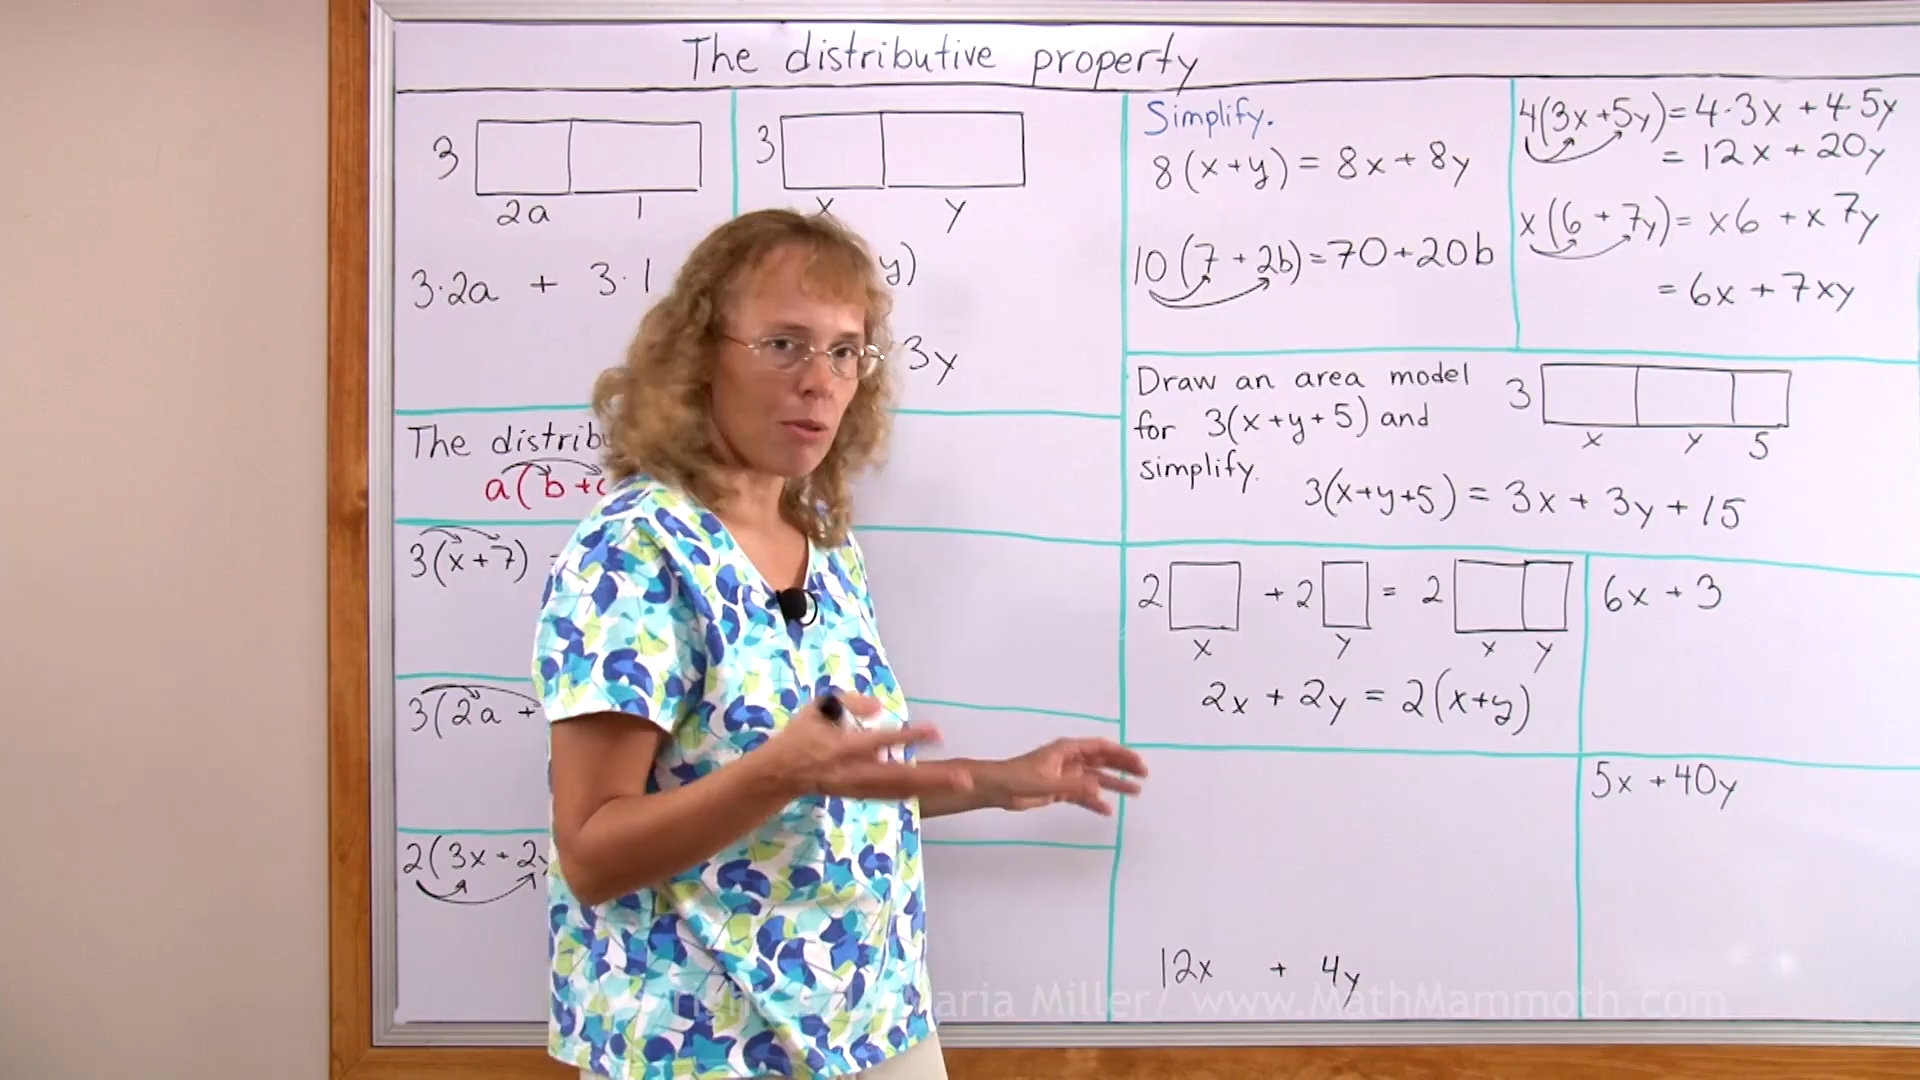 The distributive property
3
2a 1
3·2a + 3·1
3
x y
y)
3y
The distrib
a(b+c
3(x+7) =
3(2a +
2(3x+2y
Simplify.
8(x+y) = 8x+8y
10(7+2b)=70+20b
4(3x+5y)=4·3x+4·5y
= 12x + 20y
x(6+7y)= x6 + x7y
= 6x + 7xy
Draw an area model
for 3(x+y+5) and
simplify.
3
x y 5
3(x+y+5) = 3x + 3y + 15
2 + 2 = 2
x y x y
2x + 2y = 2(x+y)
6x + 3
5x + 40y
12x + 4y
Maria Miller / www.MathMammoth.com